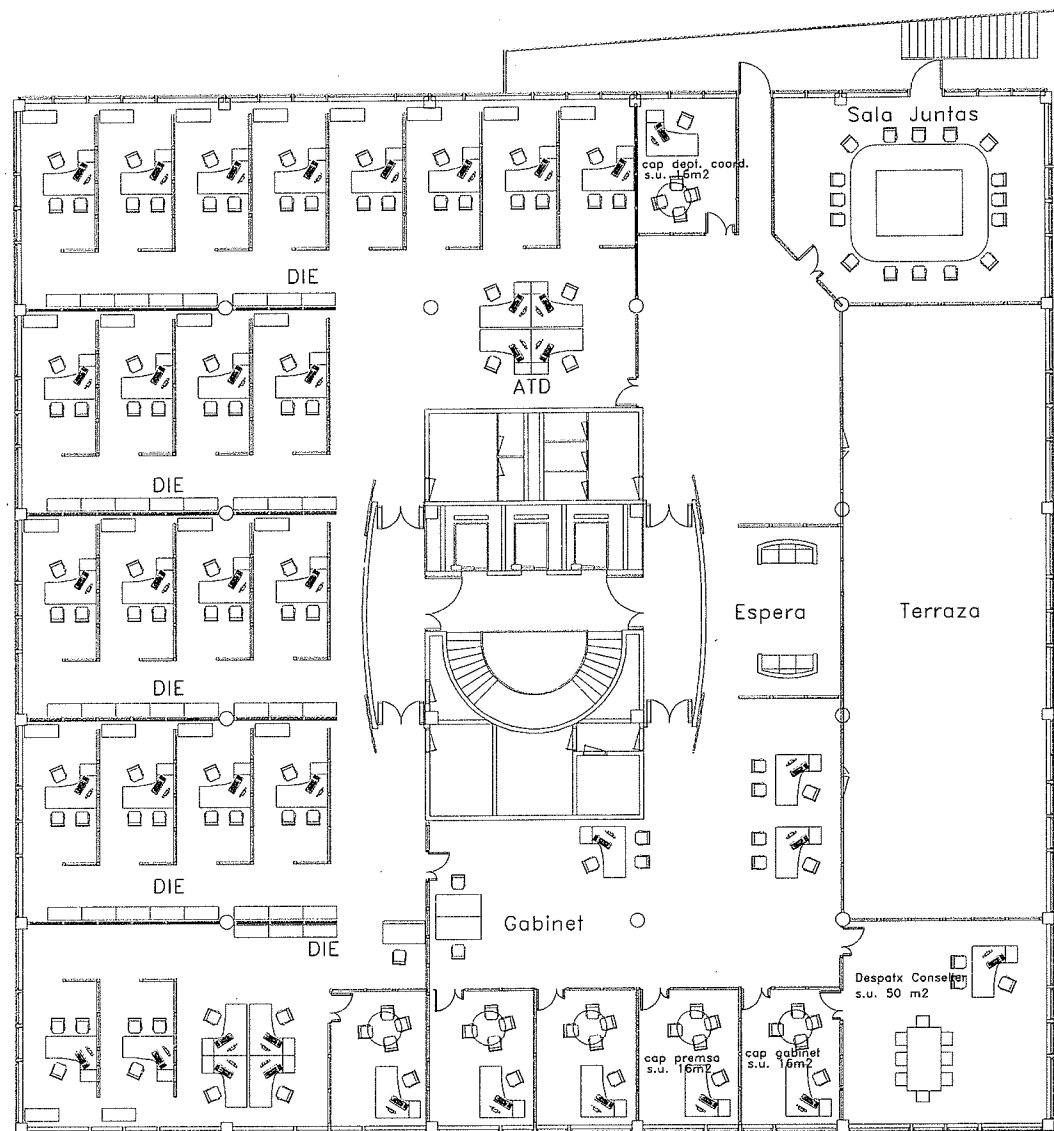 Sala Juntas
cap dept. coord.
s.u. 16m2
DIE
ATD
DIE
Espera
Terraza
DIE
DIE
Gabinet
DIE
Despatx Conseller
s.u. 50 m2
cap premsa
s.u. 16m2
cap gabinet
s.u. 16m2